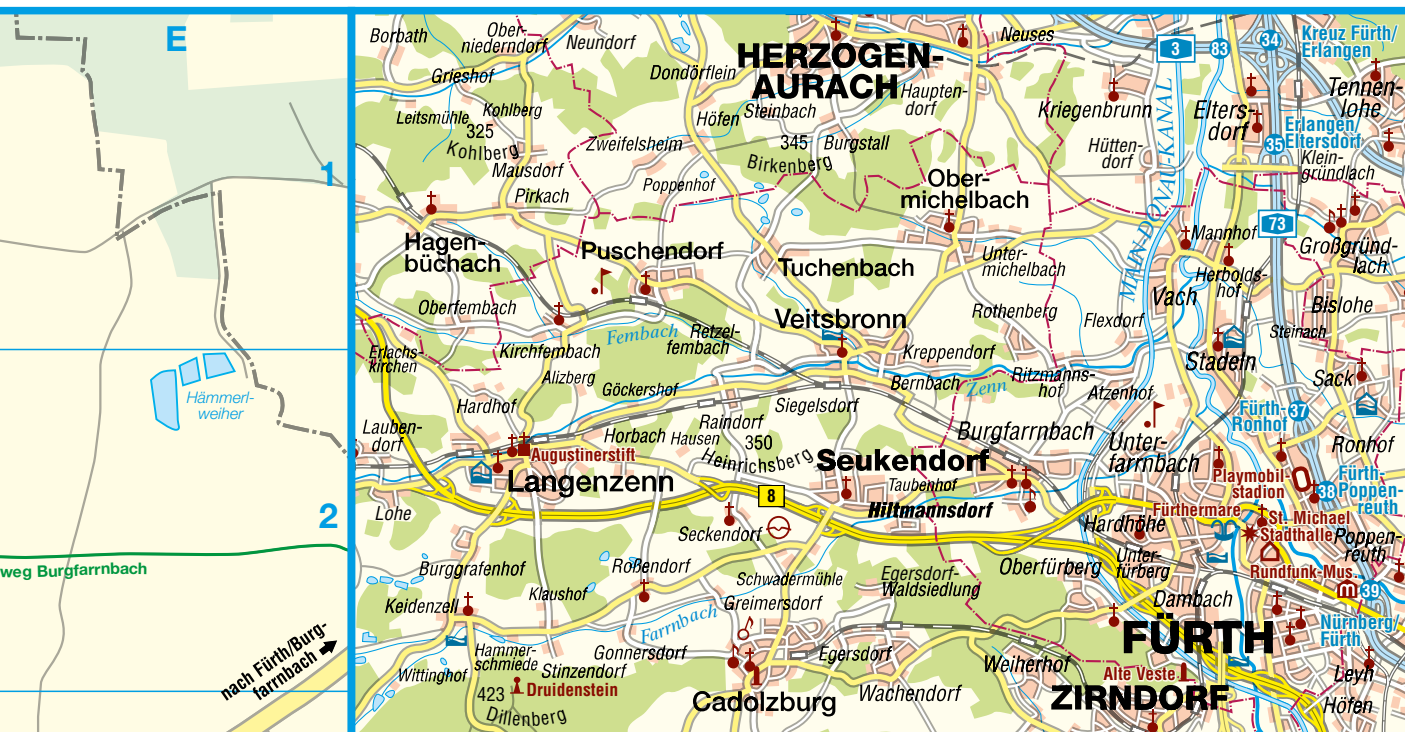 E
1
2
Hämmerl-
weiher
weg Burgfarrnbach
nach Fürth/Burg-
farrnbach
Borbath
Ober-
niederndorf
Neundorf
Grieshof
Dondörflein
HERZOGEN-
AURACH
Neuses
3
83
34
Kreuz Fürth/
Erlangen
Leitsmühle
Kohlberg
325
Kohlberg
Höfen
Steinbach
Haupten-
dorf
Kriegenbrunn
Elters-
dorf
Tennen-
lohe
Zweifelsheim
345
Birkenberg
Burgstall
Hütten-
dorf
35
Erlangen/
Eltersdorf
Klein-
gründlach
Mausdorf
Pirkach
Poppenhof
Ober-
michelbach
MAIN-DONAU-KANAL
73
Hagen-
büchach
Puschendorf
Tuchenbach
Unter-
michelbach
Mannhof
Großgründ-
lach
Herbolds-
hof
Vach
Oberfembach
Fembach
Retzel-
fembach
Veitsbronn
Rothenberg
Flexdorf
Bislohe
Steinach
Erlachs-
kirchen
Kirchfembach
Alizberg
Göckershof
Kreppendorf
Bernbach
Zenn
Ritzmanns-
hof
Atzenhof
Stadeln
Sack
Hardhof
Siegelsdorf
Fürth-
Ronhof
37
Lauben-
dorf
Horbach
Raindorf
Hausen
350
Heinrichsberg
Burgfarrnbach
Unter-
farrnbach
Ronhof
Augustinerstift
Langenzenn
Seukendorf
Taubenhof
Playmobil-
stadion
38
Fürth-
Poppen-
reuth
Lohe
8
Hiltmannsdorf
Fürthermare
St. Michael
Stadthalle
Seckendorf
Hardhöhe
Poppen-
reuth
Burggrafenhof
Roßendorf
Schwadermühle
Egersdorf-
Waldsiedlung
Oberfürberg
Unter-
fürberg
Rundfunk-Mus.
39
Keidenzell
Klaushof
Farrnbach
Greimersdorf
Dambach
Nürnberg/
Fürth
FÜRTH
Wittinghof
Hammer-
schmiede
Stinzendorf
Gonnersdorf
Egersdorf
Weiherhof
Alte Veste
Leyh
423
Druidenstein
Dillenberg
Cadolzburg
Wachendorf
ZIRNDORF
Höfen